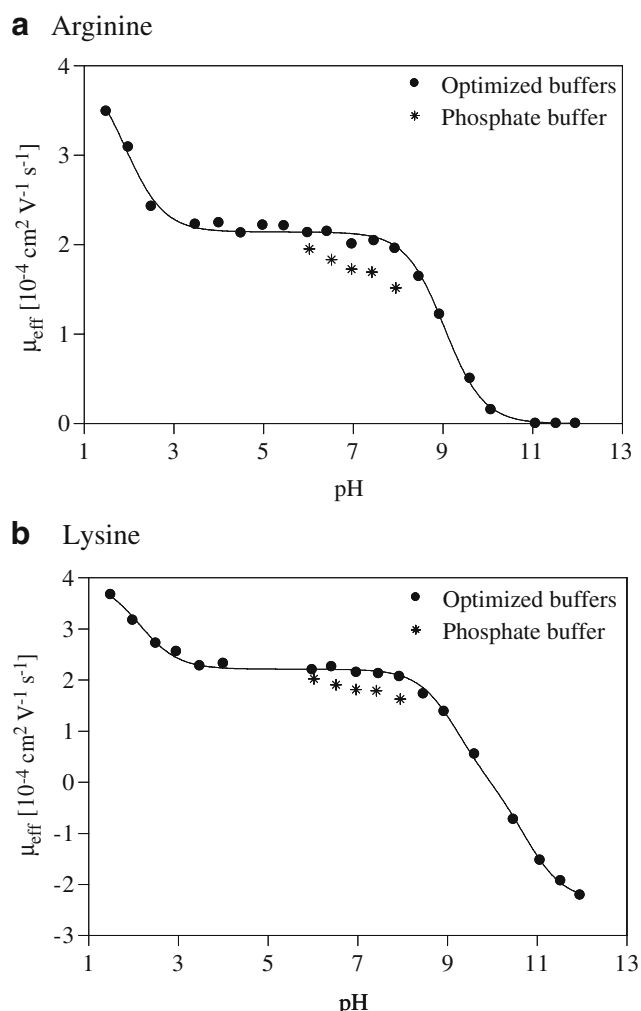 a Arginine
4
3
2
1
0
Optimized buffers
Phosphate buffer
μeff [10-4 cm2 V-1 s-1]
1 3 5 7 9 11 13
pH
b Lysine
4
3
2
1
0
-1
-2
-3
Optimized buffers
Phosphate buffer
μeff [10-4 cm2 V-1 s-1]
1 3 5 7 9 11 13
pH